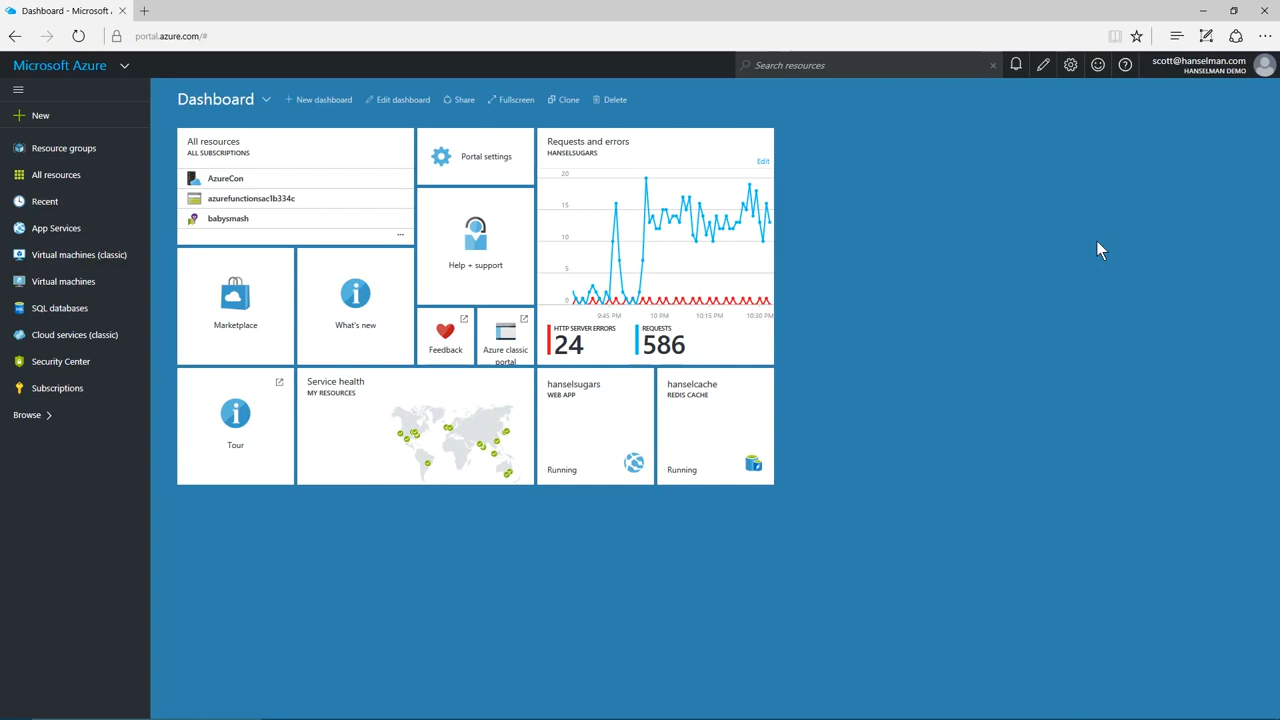 Dashboard - Microsoft
portal.azure.com/#
Microsoft Azure
Search resources
scott@hanselman.com
HANSELMAN DEMO
New
Resource groups
All resources
Recent
App Services
Virtual machines (classic)
Virtual machines
SQL databases
Cloud services (classic)
Security Center
Subscriptions
Browse
Dashboard
New dashboard
Edit dashboard
Share
Fullscreen
Clone
Delete
All resources
ALL SUBSCRIPTIONS
AzureCon
azurefunctionsac1b334c
babysmash
...
Portal settings
Help + support
Marketplace
What's new
Feedback
Azure classic
portal
Requests and errors
HANSELSUGARS
Edit
20
15
10
5
0
9:45 PM 10 PM 10:15 PM 10:30 PM
HTTP SERVER ERRORS
24
REQUESTS
586
Tour
Service health
MY RESOURCES
hanselsugars
WEB APP
Running
hanselcache
REDIS CACHE
Running